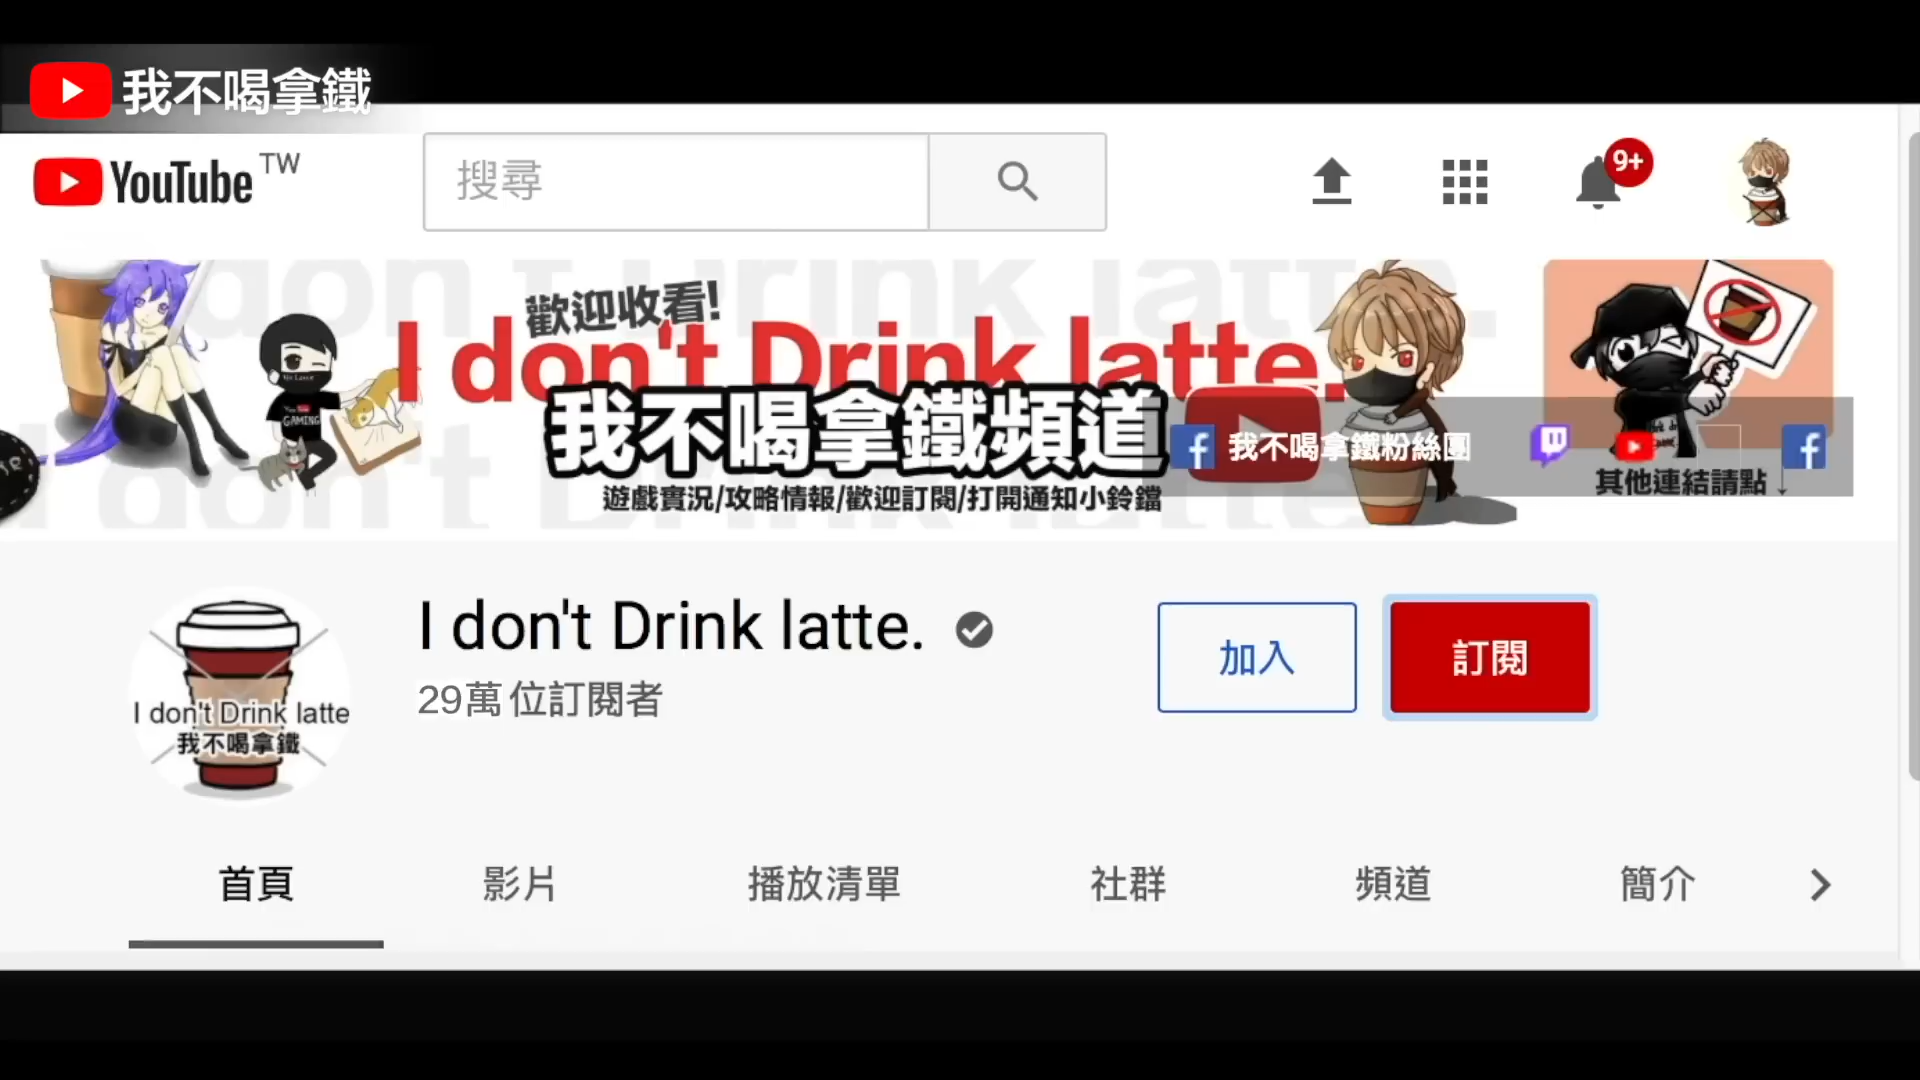 我不喝拿鐵
YouTube TW
搜尋
9+
歡迎收看!
I don't Drink latte.
我不喝拿鐵頻道
遊戲實況/攻略情報/歡迎訂閱/打開通知小鈴鐺
GAMING
我不喝拿鐵粉絲團
其他連結請點↓
I don't Drink latte.
29萬 位訂閱者
加入
訂閱
I don't Drink latte
我不喝拿鐵
首頁
影片
播放清單
社群
頻道
簡介